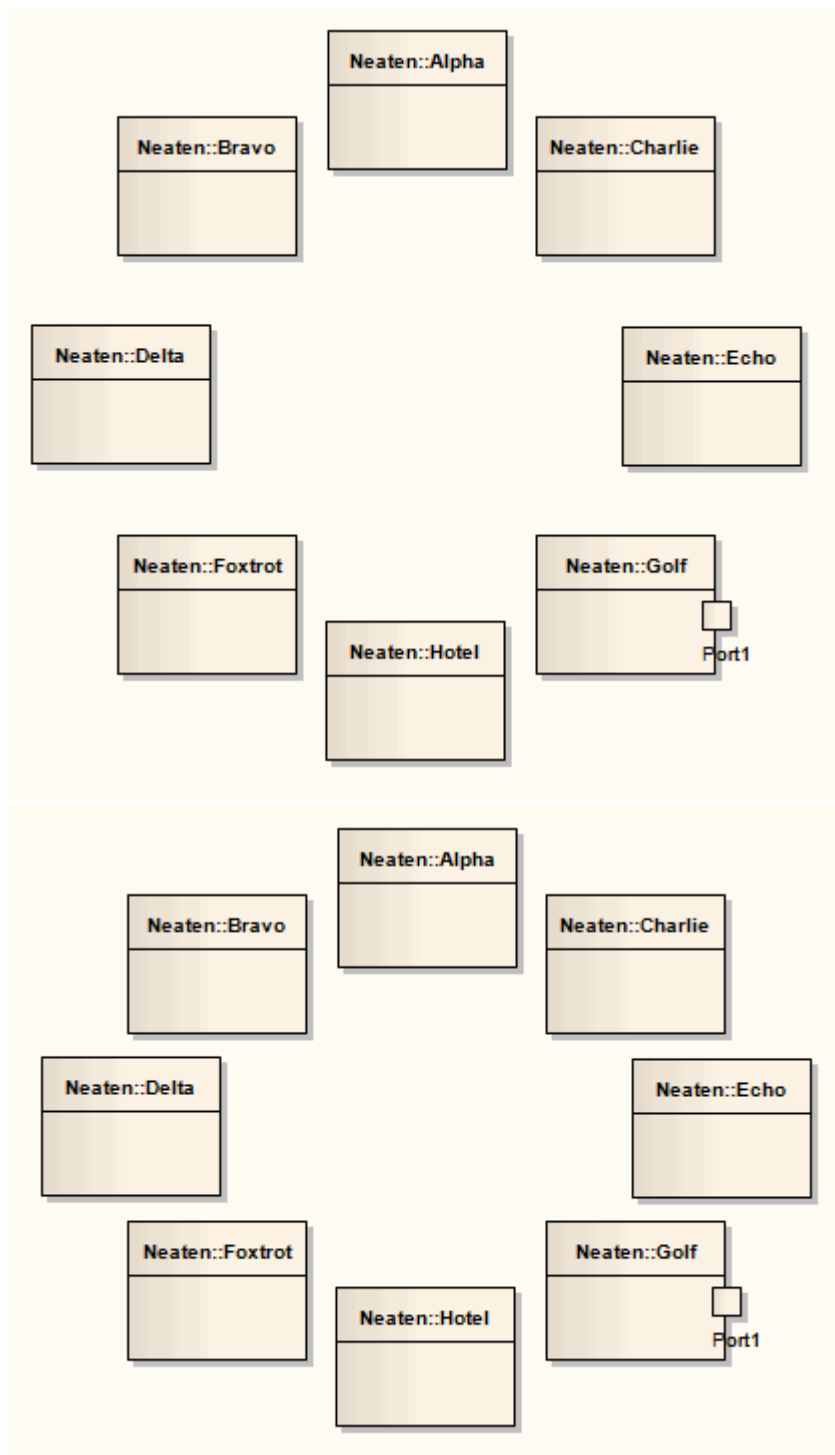 Neaten::Alpha
Neaten::Bravo
Neaten::Charlie
Neaten::Delta
Neaten::Echo
Neaten::Foxtrot
Neaten::Golf
Neaten::Hotel
Port1
Neaten::Alpha
Neaten::Bravo
Neaten::Charlie
Neaten::Delta
Neaten::Echo
Neaten::Foxtrot
Neaten::Golf
Neaten::Hotel
Port1